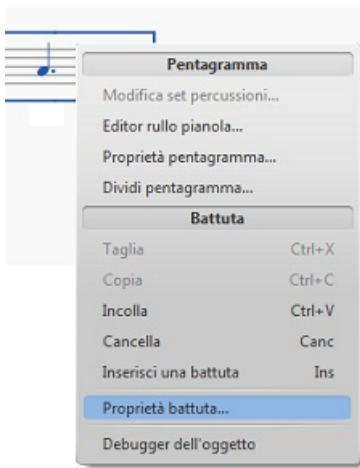 Pentagramma
Modifica set percussioni...
Editor rullo pianola...
Proprietà pentagramma...
Dividi pentagramma...
Battuta
Taglia Ctrl+X
Copia Ctrl+C
Incolla Ctrl+V
Cancella Canc
Inserisci una battuta Ins
Proprietà battuta...
Debugger dell'oggetto